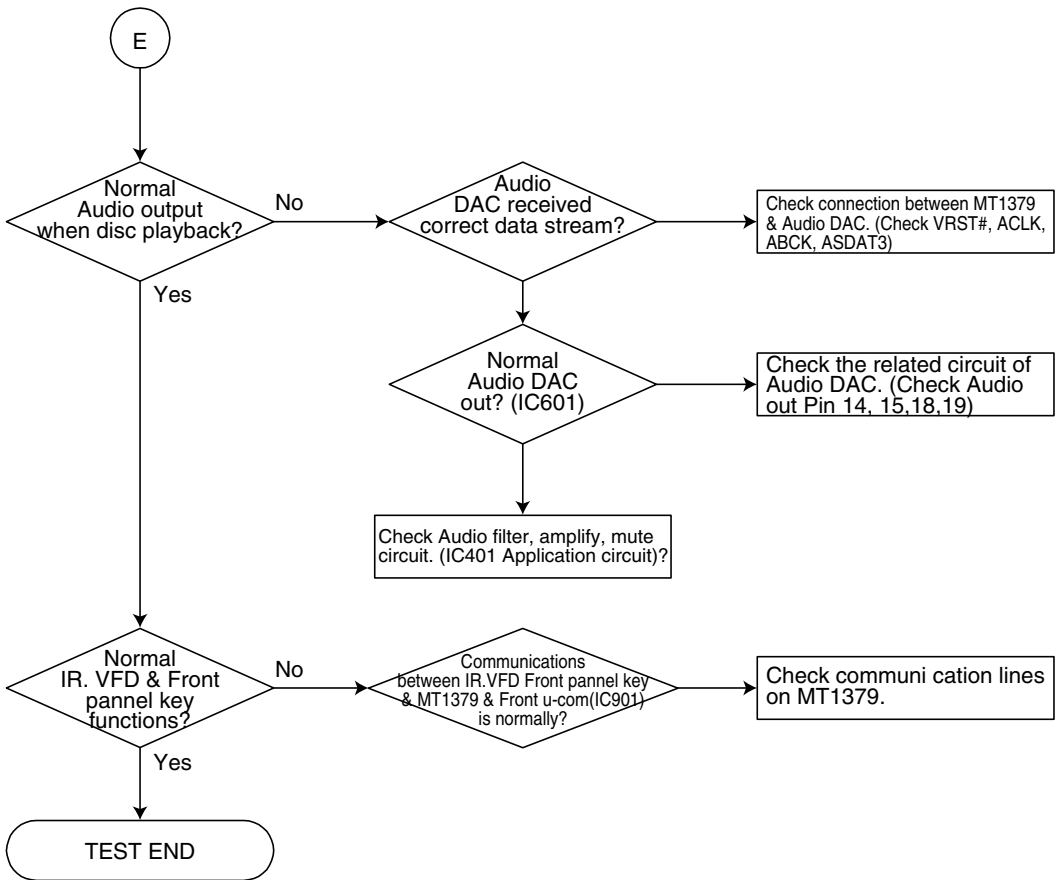 E
Normal
Audio output
when disc playback?
No
Audio
DAC received
correct data stream?
Check connection between MT1379
& Audio DAC. (Check VRST#, ACLK,
ABCK, ASDAT3)
Yes
Normal
Audio DAC
out? (IC601)
Check the related circuit of
Audio DAC. (Check Audio
out Pin 14, 15,18,19)
Check Audio filter, amplify, mute
circuit. (IC401 Application circuit)?
Normal
IR. VFD & Front
pannel key
functions?
No
Communications
between IR.VFD Front pannel key
& MT1379 & Front u-com(IC901)
is normally?
Check communi cation lines
on MT1379.
Yes
TEST END